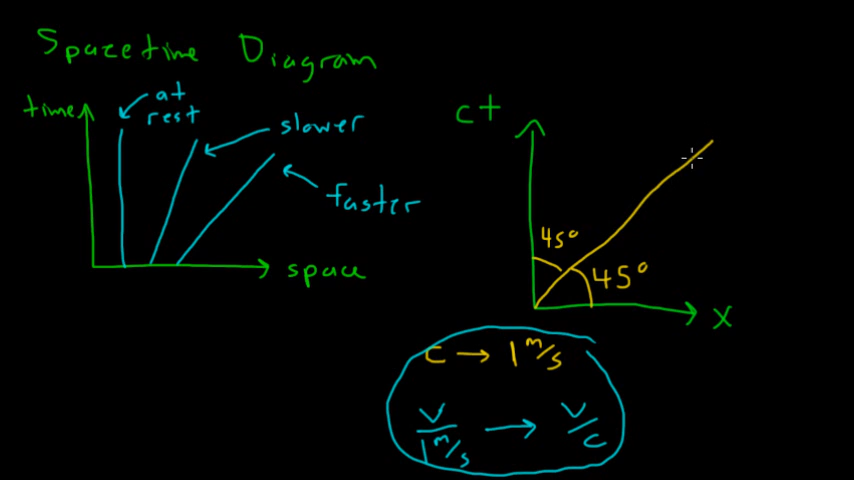 Spacetime Diagram
time
at
rest
slower
faster
space
ct
45°
45°
x
c → 1 m/s
v/1 m/s → v/c